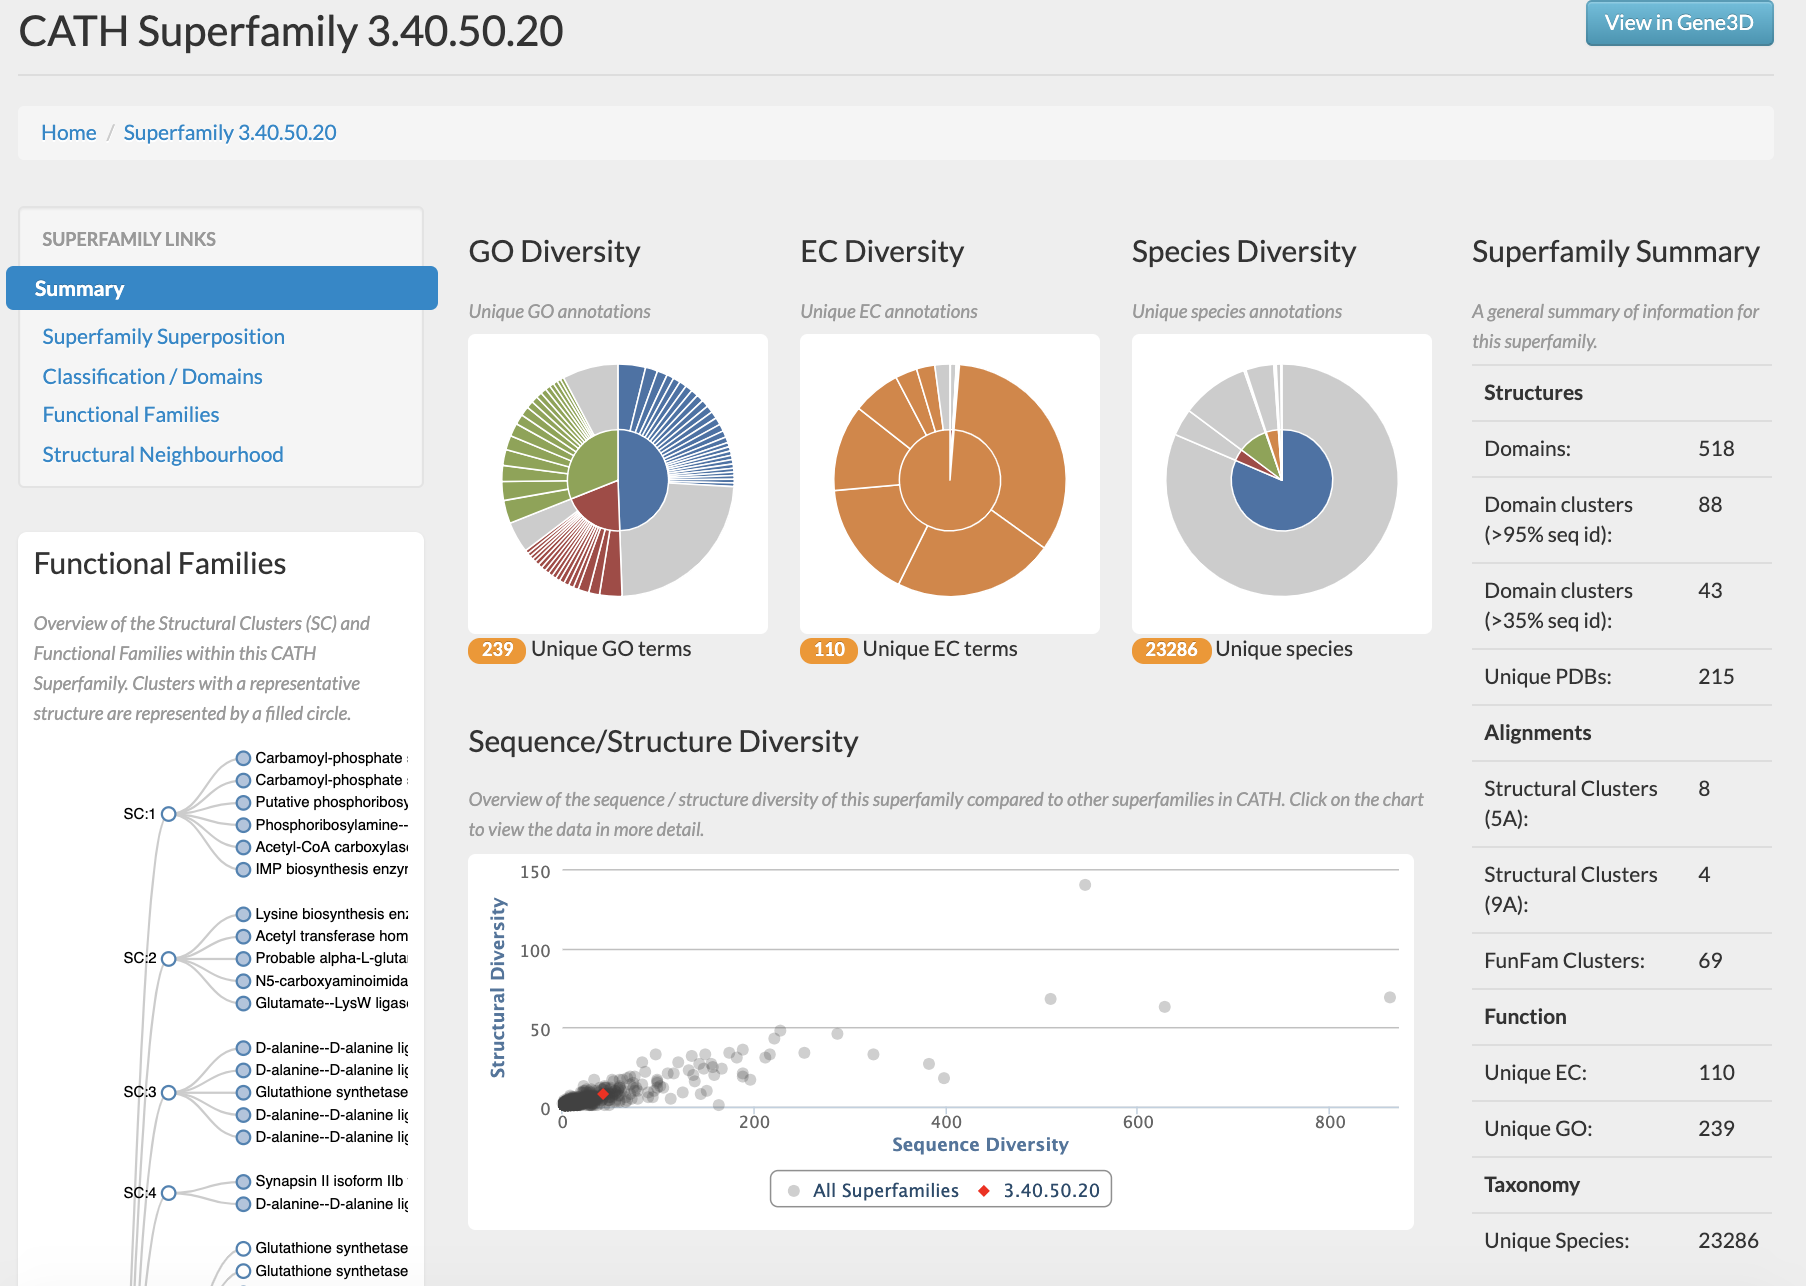 CATH Superfamily 3.40.50.20
View in Gene3D
Home / Superfamily 3.40.50.20
SUPERFAMILY LINKS
Summary
Superfamily Superposition
Classification / Domains
Functional Families
Structural Neighbourhood
Functional Families
Overview of the Structural Clusters (SC) and
Functional Families within this CATH
Superfamily. Clusters with a representative
structure are represented by a filled circle.
SC:1
Carbamoyl-phosphate
Carbamoyl-phosphate
Putative phosphoribosy
Phosphoribosylamine--
Acetyl-CoA carboxylas
IMP biosynthesis enzy
SC:2
Lysine biosynthesis en
Acetyl transferase hom
Probable alpha-L-gluta
N5-carboxyaminoimida
Glutamate--LysW ligas
SC:3
D-alanine--D-alanine lig
D-alanine--D-alanine lig
Glutathione synthetase
D-alanine--D-alanine lig
D-alanine--D-alanine lig
SC:4
Synapsin II isoform IIb
D-alanine--D-alanine lig
Glutathione synthetase
Glutathione synthetase
GO Diversity
Unique GO annotations
239 Unique GO terms
EC Diversity
Unique EC annotations
110 Unique EC terms
Species Diversity
Unique species annotations
23286 Unique species
Sequence/Structure Diversity
Overview of the sequence / structure diversity of this superfamily compared to other superfamilies in CATH. Click on the chart
to view the data in more detail.
Structural Diversity
150
100
50
0
0 200 400 600 800
Sequence Diversity
All Superfamilies 3.40.50.20
Superfamily Summary
A general summary of information for
this superfamily.
Structures
Domains: 518
Domain clusters 88
(>95% seq id):
Domain clusters 43
(>35% seq id):
Unique PDBs: 215
Alignments
Structural Clusters 8
(5A):
Structural Clusters 4
(9A):
FunFam Clusters: 69
Function
Unique EC: 110
Unique GO: 239
Taxonomy
Unique Species: 23286